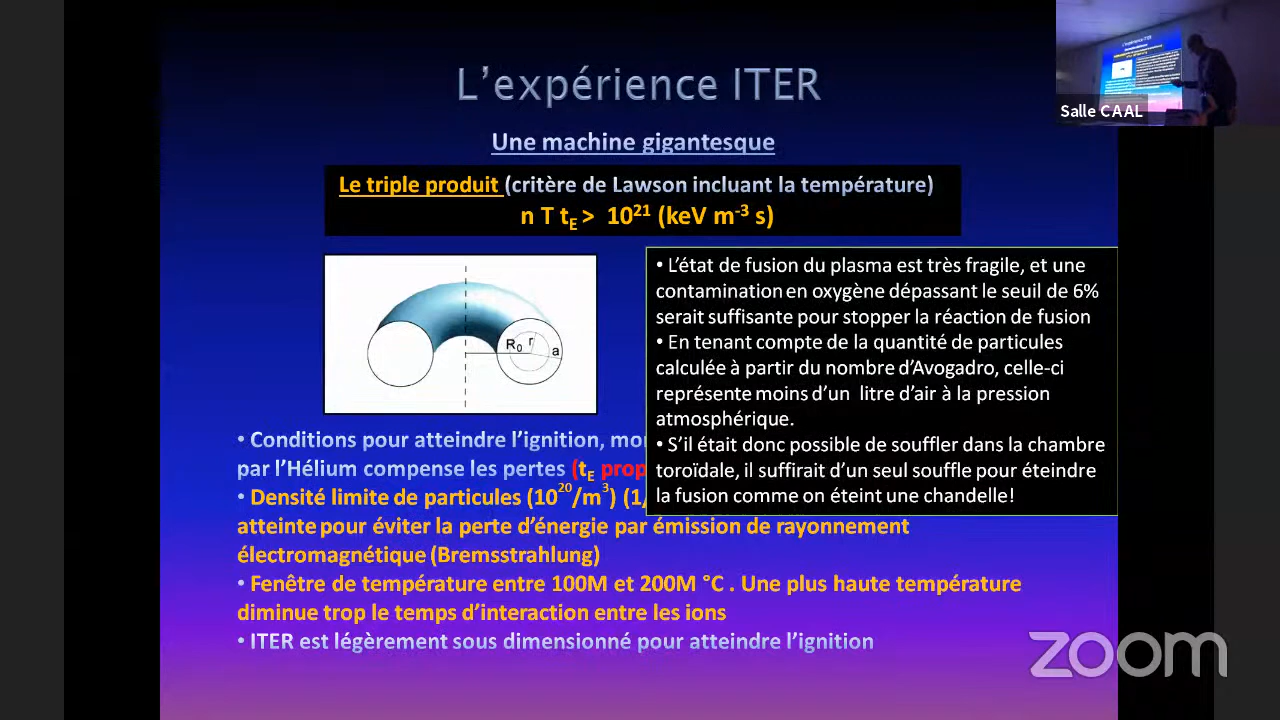 L'expérience ITER
Salle CAAL
Une machine gigantesque
Le triple produit (critère de Lawson incluant la température)
n T tE > 10²¹ (keV m⁻³ s)
R₀ r a
• L'état de fusion du plasma est très fragile, et une
contamination en oxygène dépassant le seuil de 6%
serait suffisante pour stopper la réaction de fusion
• En tenant compte de la quantité de particules
calculée à partir du nombre d'Avogadro, celle-ci
représente moins d'un litre d'air à la pression
atmosphérique.
• S'il était donc possible de souffler dans la chambre
toroïdale, il suffirait d'un seul souffle pour éteindre
la fusion comme on éteint une chandelle!
• Conditions pour atteindre l'ignition,
par l'Hélium compense les pertes (tE
• Densité limite de particules (10²⁰/m³)
atteinte pour éviter la perte d'énergie par émission de rayonnement
électromagnétique (Bremsstrahlung)
• Fenêtre de température entre 100M et 200M °C . Une plus haute température
diminue trop le temps d'interaction entre les ions
• ITER est légèrement sous dimensionné pour atteindre l'ignition
zoom